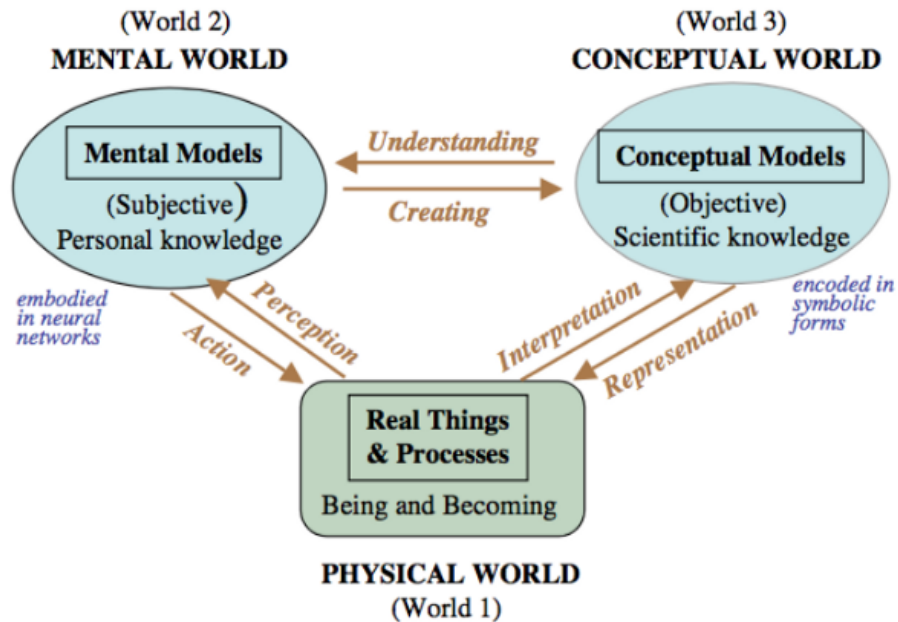 (World 2)
MENTAL WORLD
Mental Models
(Subjective)
Personal knowledge
embodied
in neural
networks
(World 3)
CONCEPTUAL WORLD
Conceptual Models
(Objective)
Scientific knowledge
encoded in
symbolic
forms
Understanding
Creating
Perception
Action
Interpretation
Representation
Real Things
& Processes
Being and Becoming
PHYSICAL WORLD
(World 1)